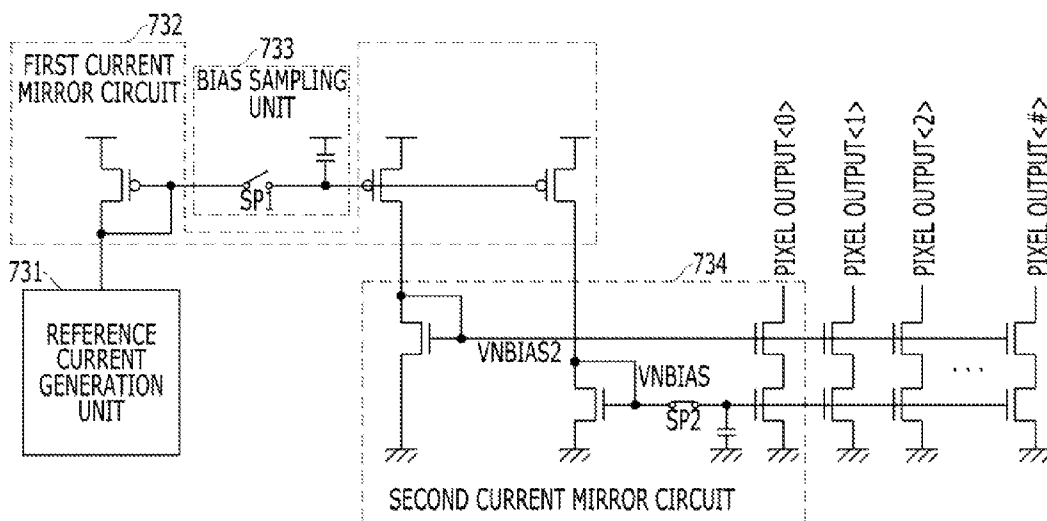 732
733
FIRST CURRENT
MIRROR CIRCUIT
BIAS SAMPLING
UNIT
SP1
731
REFERENCE
CURRENT
GENERATION
UNIT
734
PIXEL OUTPUT<0>
PIXEL OUTPUT<1>
PIXEL OUTPUT<2>
PIXEL OUTPUT<#>
VNBIAS2
VNBIAS
SP2
...
SECOND CURRENT MIRROR CIRCUIT